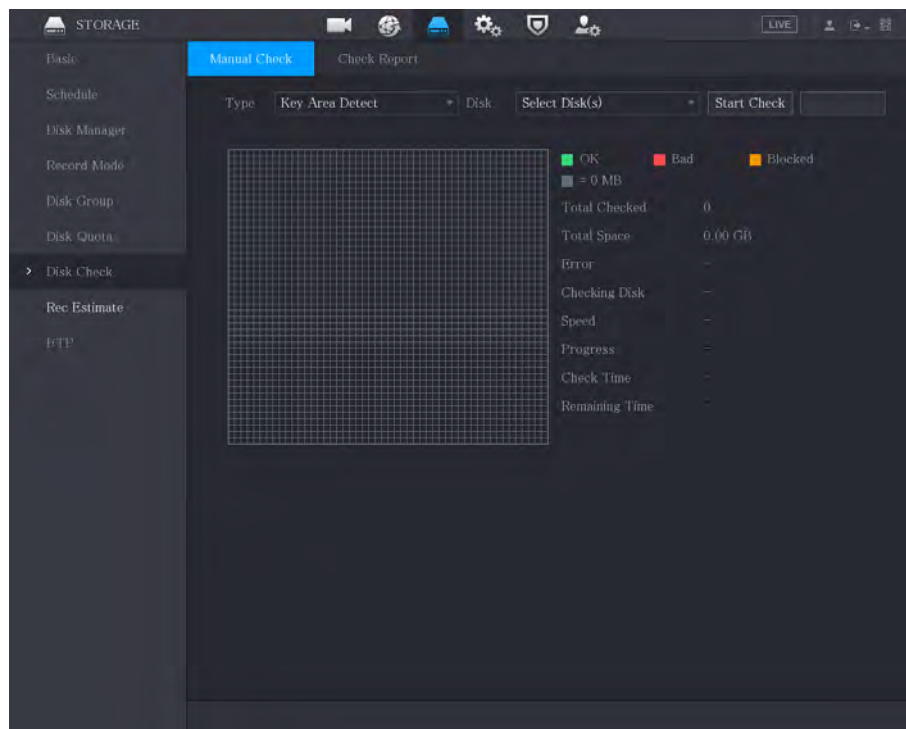 STORAGE
LIVE
Basic
Schedule
Disk Manager
Record Mode
Disk Group
Disk Quota
Disk Check
Rec Estimate
FTP
Manual Check
Check Report
Type Key Area Detect Disk Select Disk(s) Start Check
OK Bad Blocked
= 0 MB
Total Checked 0
Total Space 0.00 GB
Error -
Checking Disk -
Speed -
Progress -
Check Time -
Remaining Time -